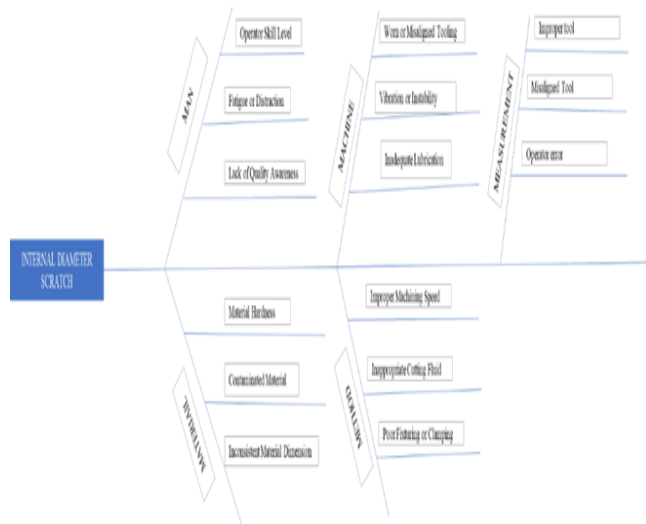 Operator Skill Level
Fatigue or Distraction
Lack of Quality Awareness
MAN
Worn or Misaligned Tooling
Vibration or Instability
Inadequate Lubrication
MACHINE
Improper tool
Misaligned Tool
Operator error
MEASUREMENT
INTERNAL DIAMETER
SCRATCH
Material Hardness
Contaminated Material
Inconsistent Material Dimension
MATERIAIL
Improper Machining Speed
Inappropriate Cutting Fluid
Poor Fixturing or Clamping
METHOD